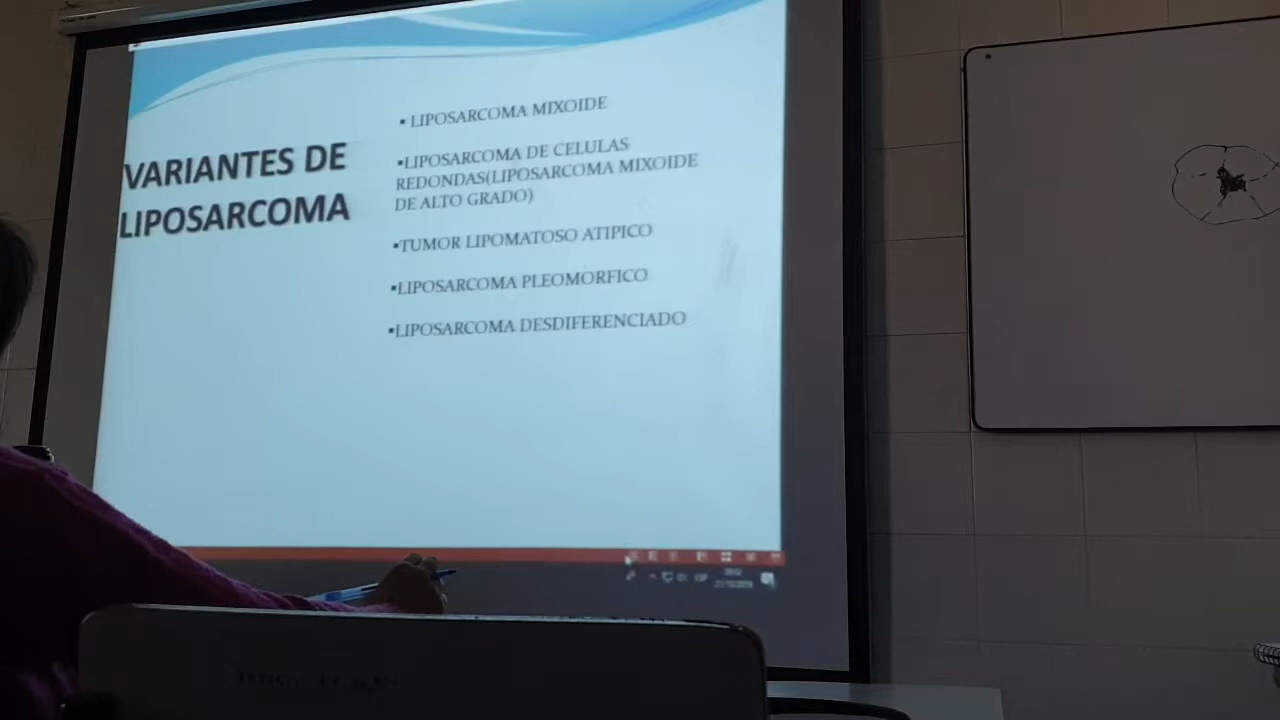 VARIANTES DE
LIPOSARCOMA
▪ LIPOSARCOMA MIXOIDE
▪LIPOSARCOMA DE CELULAS
REDONDAS(LIPOSARCOMA MIXOIDE
DE ALTO GRADO)
▪TUMOR LIPOMATOSO ATIPICO
▪LIPOSARCOMA PLEOMORFICO
▪LIPOSARCOMA DESDIFERENCIADO
ESP